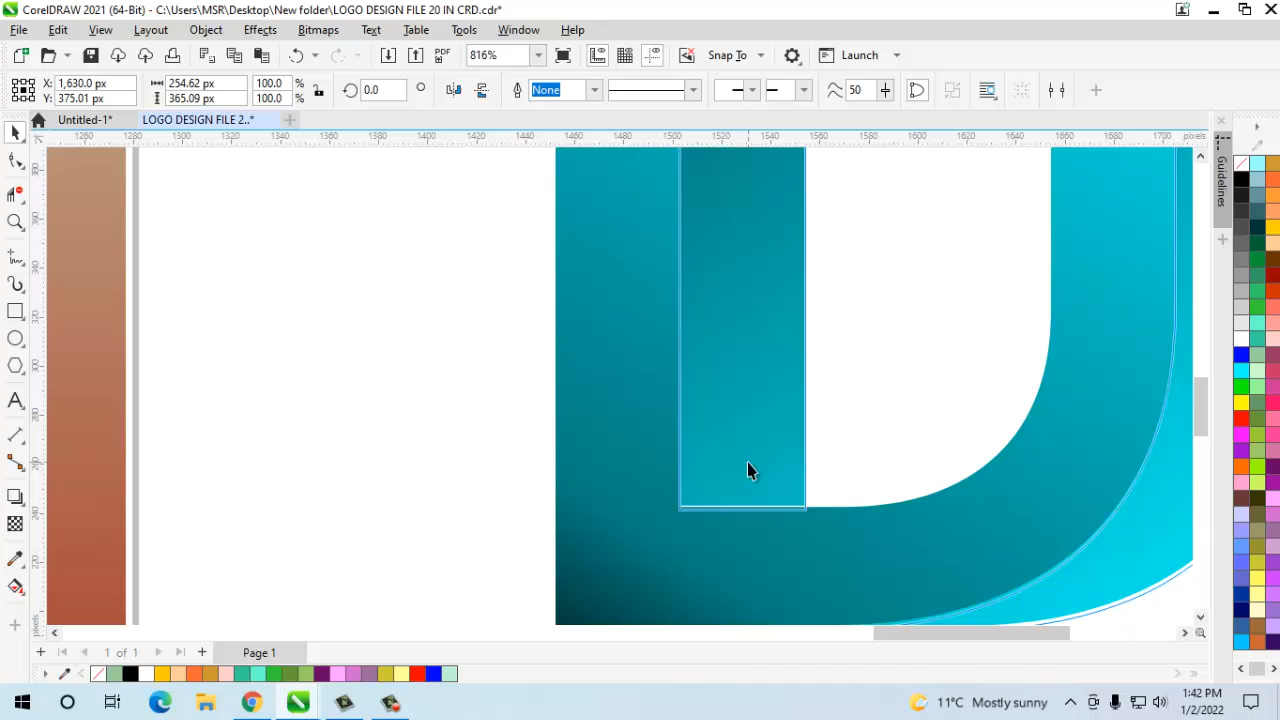 CorelDRAW 2021 (64-Bit) - C:\Users\MSR\Desktop\New folder\LOGO DESIGN FILE 20 IN CRD.cdr*
File Edit View Layout Object Effects Bitmaps Text Table Tools Window Help
PDF 816% Snap To Launch
X: 1,630.0 px 254.62 px 100.0 % 0.0 None 50
Y: 375.01 px 365.09 px 100.0 %
Untitled-1* LOGO DESIGN FILE 2..*
1260 1280 1300 1320 1340 1360 1380 1400 1420 1440 1460 1480 1500 1520 1540 1560 1580 1600 1620 1640 1660 1680 1700 pixels
Guidelines
1 of 1 Page 1
11°C Mostly sunny
1:42 PM
1/2/2022